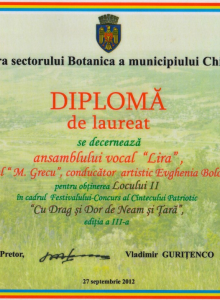 ra sectorului Botanica a municipiului Chi
DIPLOMĂ
de laureat
se decernează
ansamblului vocal "Lira",
l "M. Grecu", conducător artistic Evghenia Bol
pentru obținerea Locului II
în cadrul Festivalului-Concurs al Cîntecului Patriotic
"Cu Drag și Dor de Neam și Țară",
ediția a III-a
Pretor,
Vladimir GURIȚENCO
27 septembrie 2012